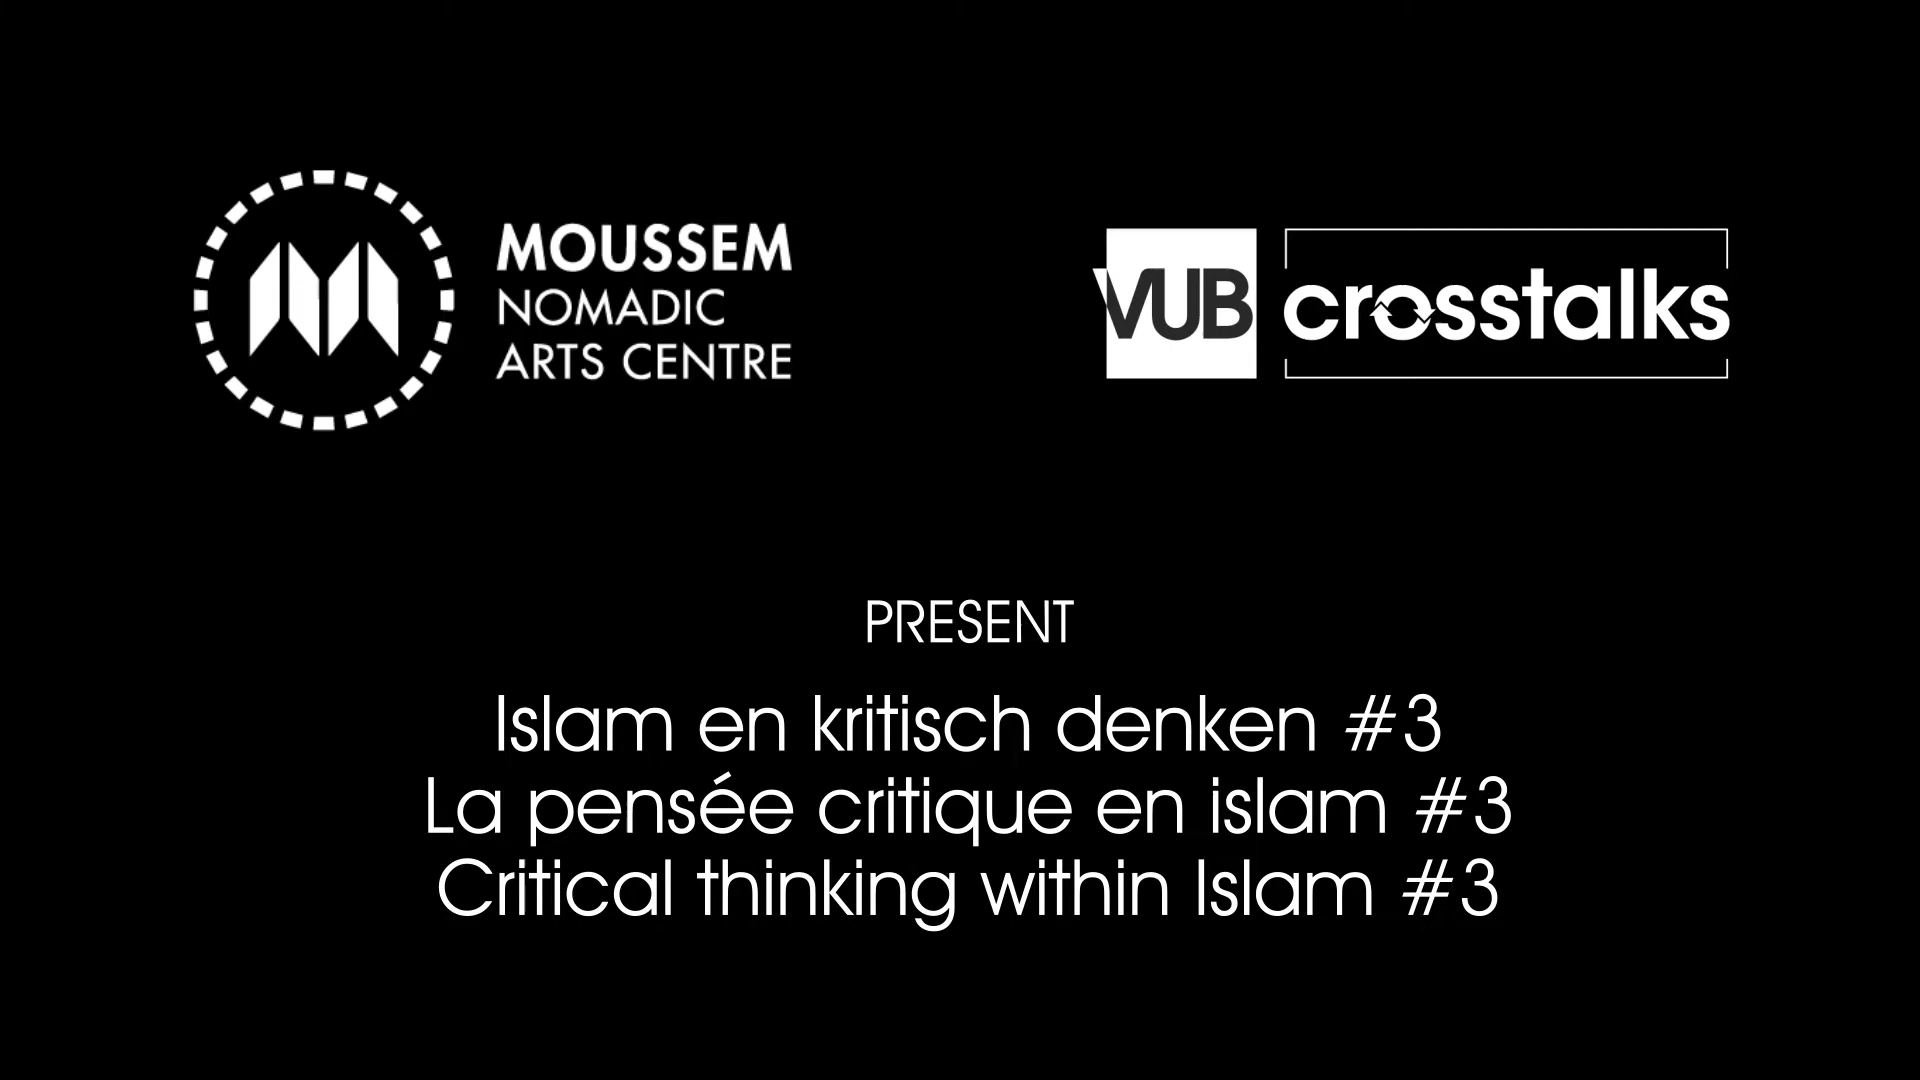 MOUSSEM
NOMADIC
ARTS CENTRE
VUB crosstalks
PRESENT
Islam en kritisch denken #3
La pensée critique en islam #3
Critical thinking within Islam #3